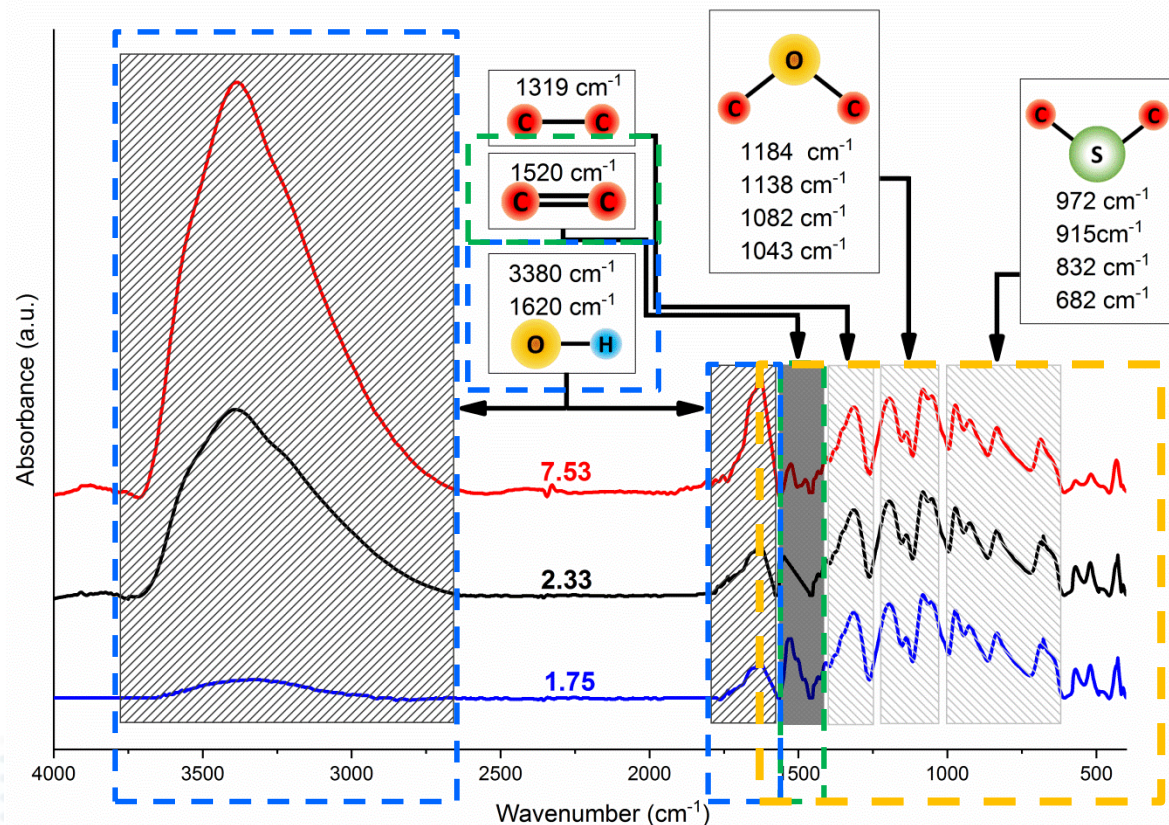 1319 cm⁻¹
C C
1520 cm⁻¹
C C
3380 cm⁻¹
1620 cm⁻¹
O H
O
C C
1184 cm⁻¹
1138 cm⁻¹
1082 cm⁻¹
1043 cm⁻¹
C C
S
972 cm⁻¹
915cm⁻¹
832 cm⁻¹
682 cm⁻¹
Absorbance (a.u.)
7.53
2.33
1.75
4000 3500 3000 2500 2000 1500 1000 500
Wavenumber (cm⁻¹)